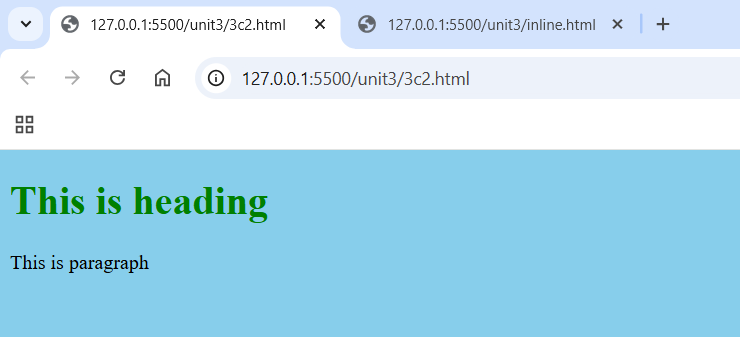 127.0.0.1:5500/unit3/3c2.html
127.0.0.1:5500/unit3/inline.html
127.0.0.1:5500/unit3/3c2.html
This is heading
This is paragraph